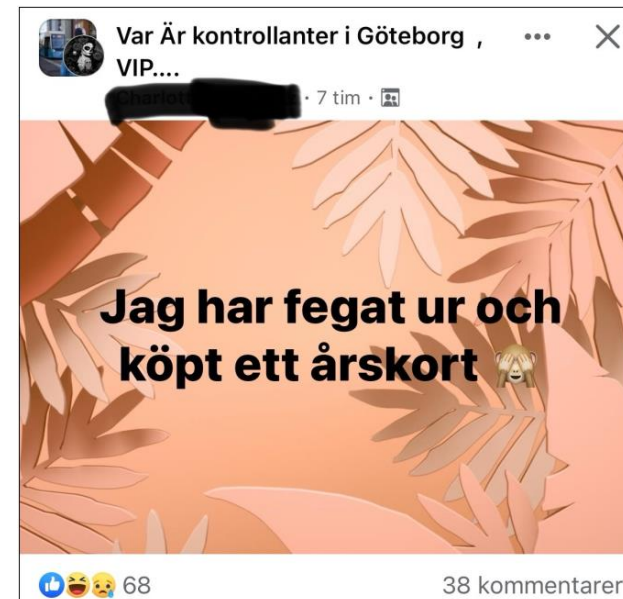 Var Är kontrollanter i Göteborg ,
VIP....
· 7 tim ·
Jag har fegat ur och
köpt ett årskort 🙈
68
38 kommentarer